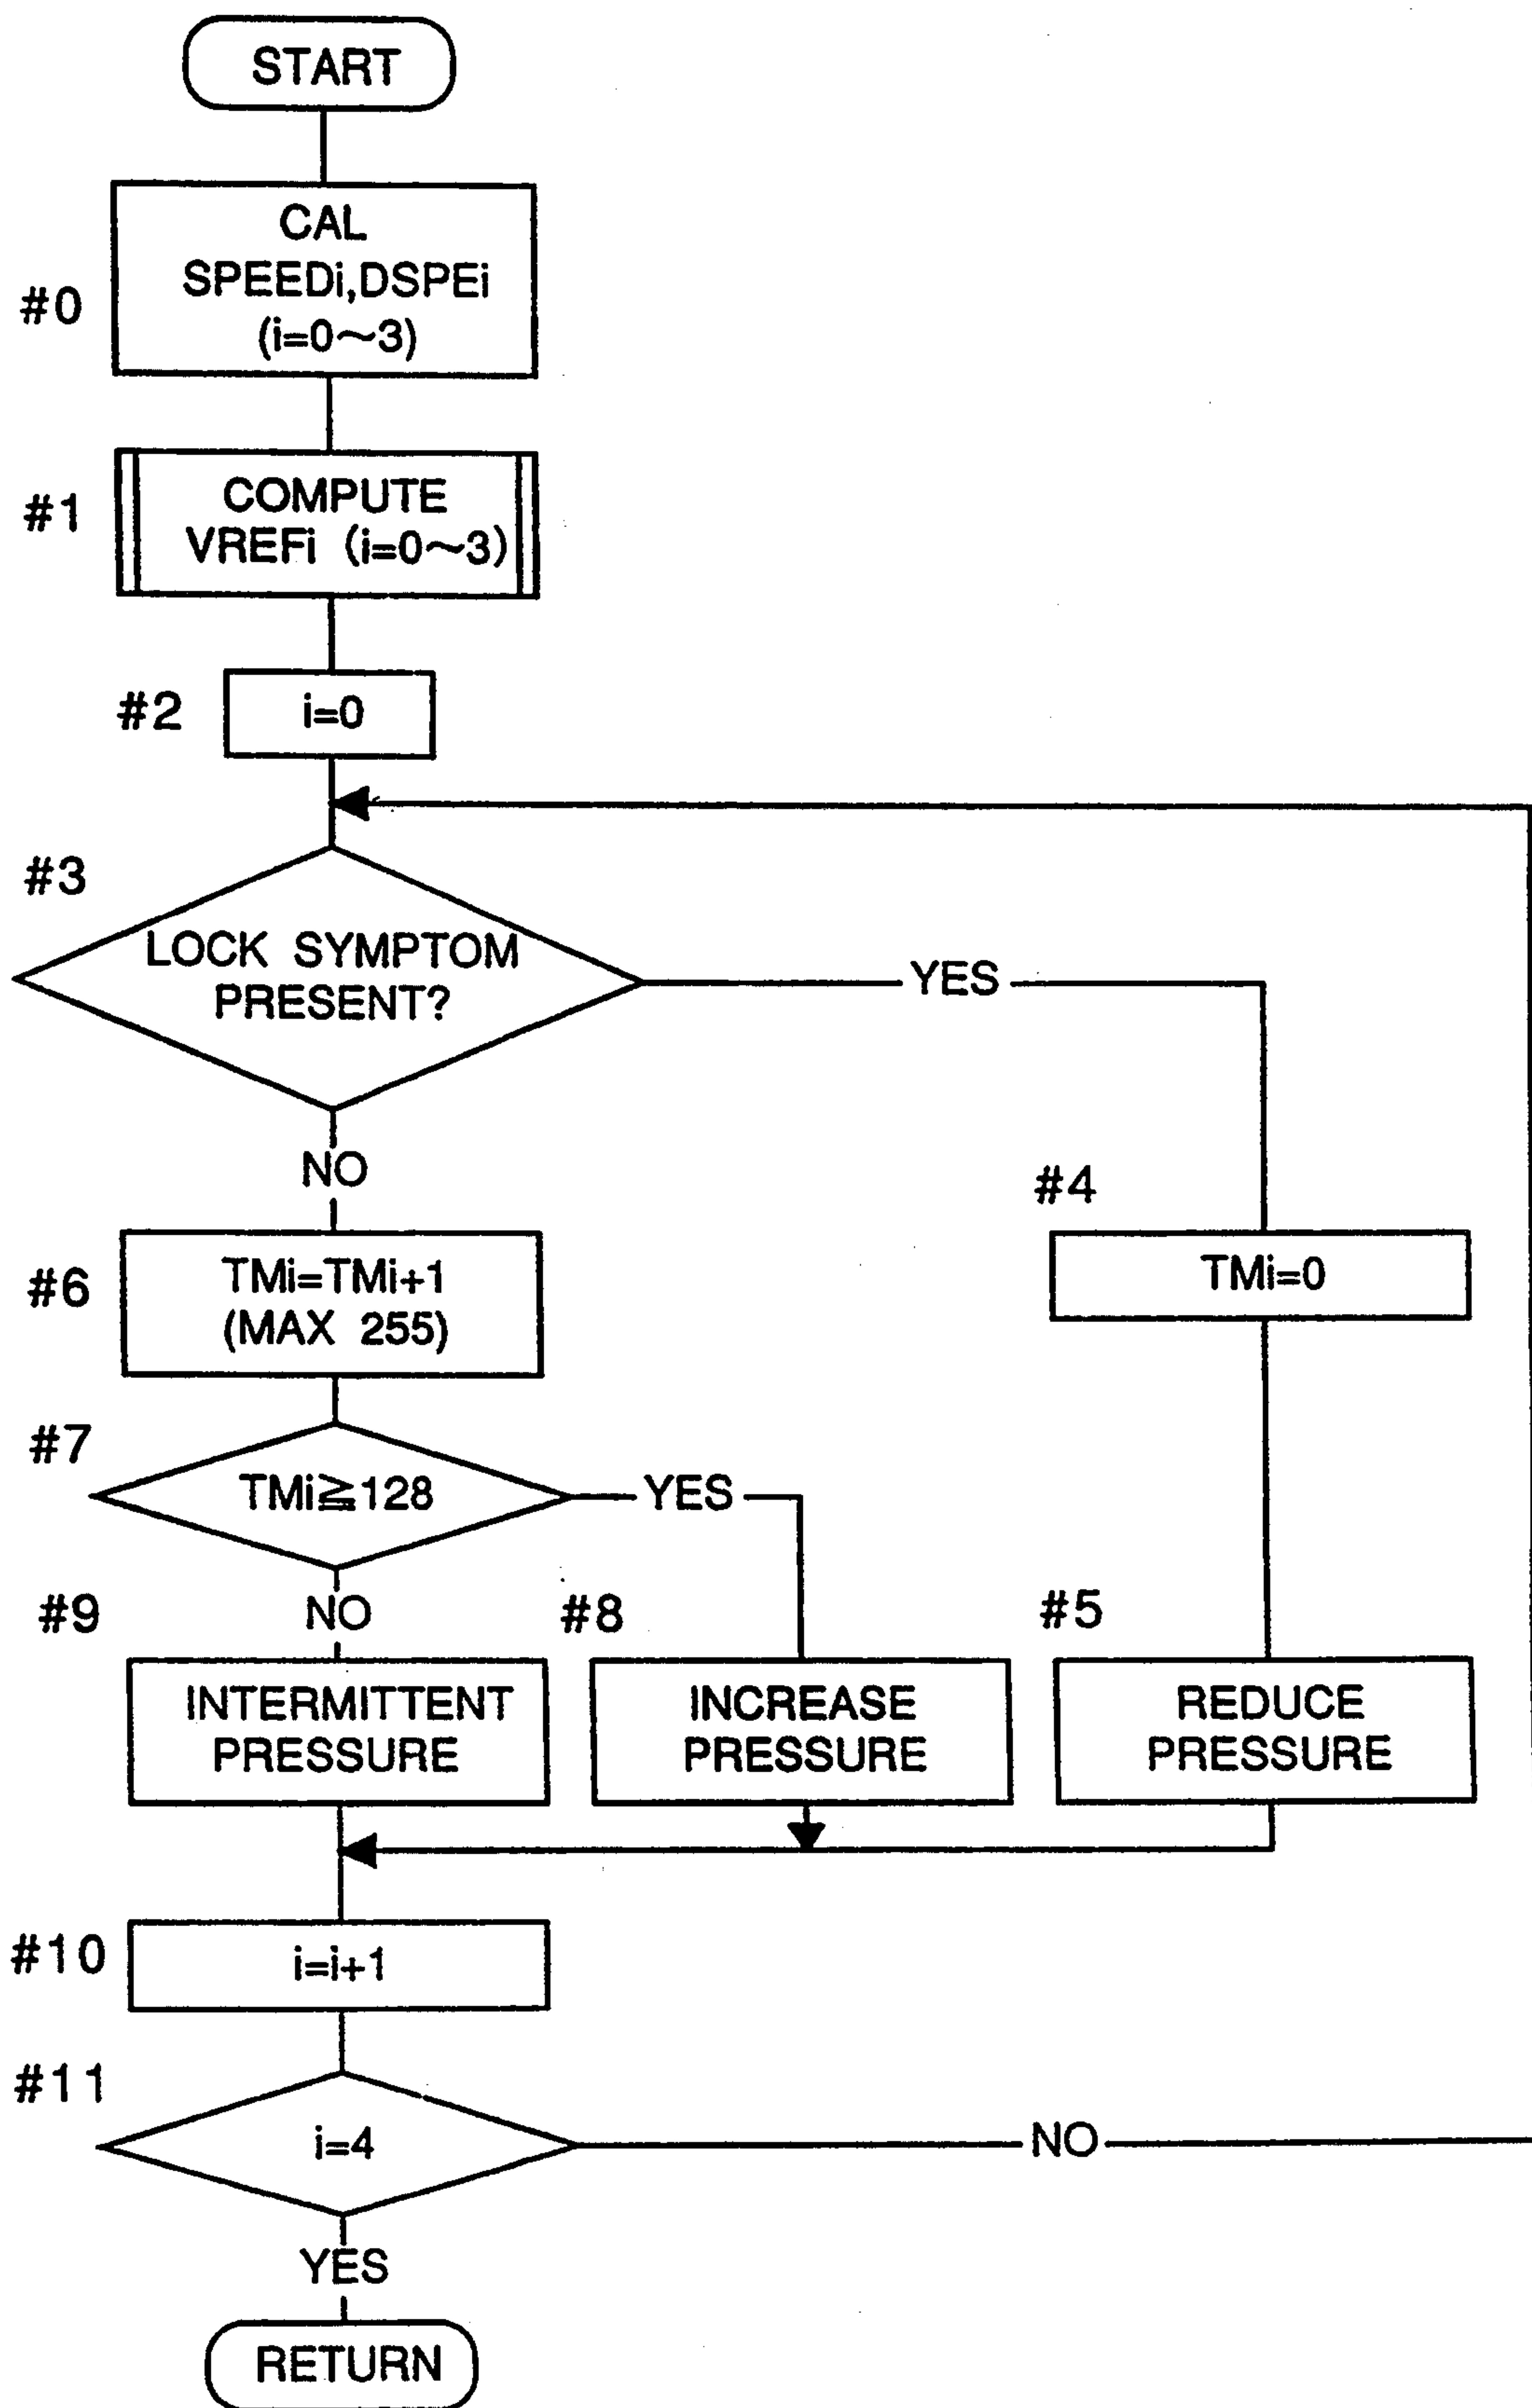 START
CAL
SPEEDi,DSPEi
(i=0~3)
#0
COMPUTE
VREFi (i=0~3)
#1
#2
i=0
#3
LOCK SYMPTOM
PRESENT?
YES
NO
#4
TMi=0
#6
TMi=TMi+1
(MAX 255)
#7
TMi≧128
YES
#9
NO
#8
#5
INTERMITTENT
PRESSURE
INCREASE
PRESSURE
REDUCE
PRESSURE
#10
i=i+1
#11
i=4
NO
YES
RETURN